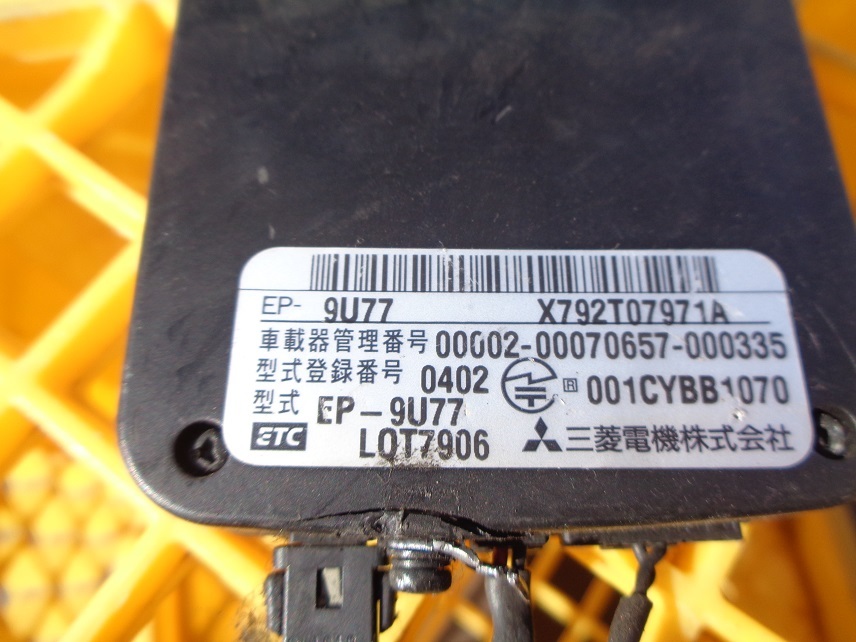 EP- 9U77 X792T07971A
車載器管理番号 00002-00070657-000335
型式登録番号 0402 R 001CYBB1070
型式 EP-9U77
ETC LOT7906 三菱電機株式会社